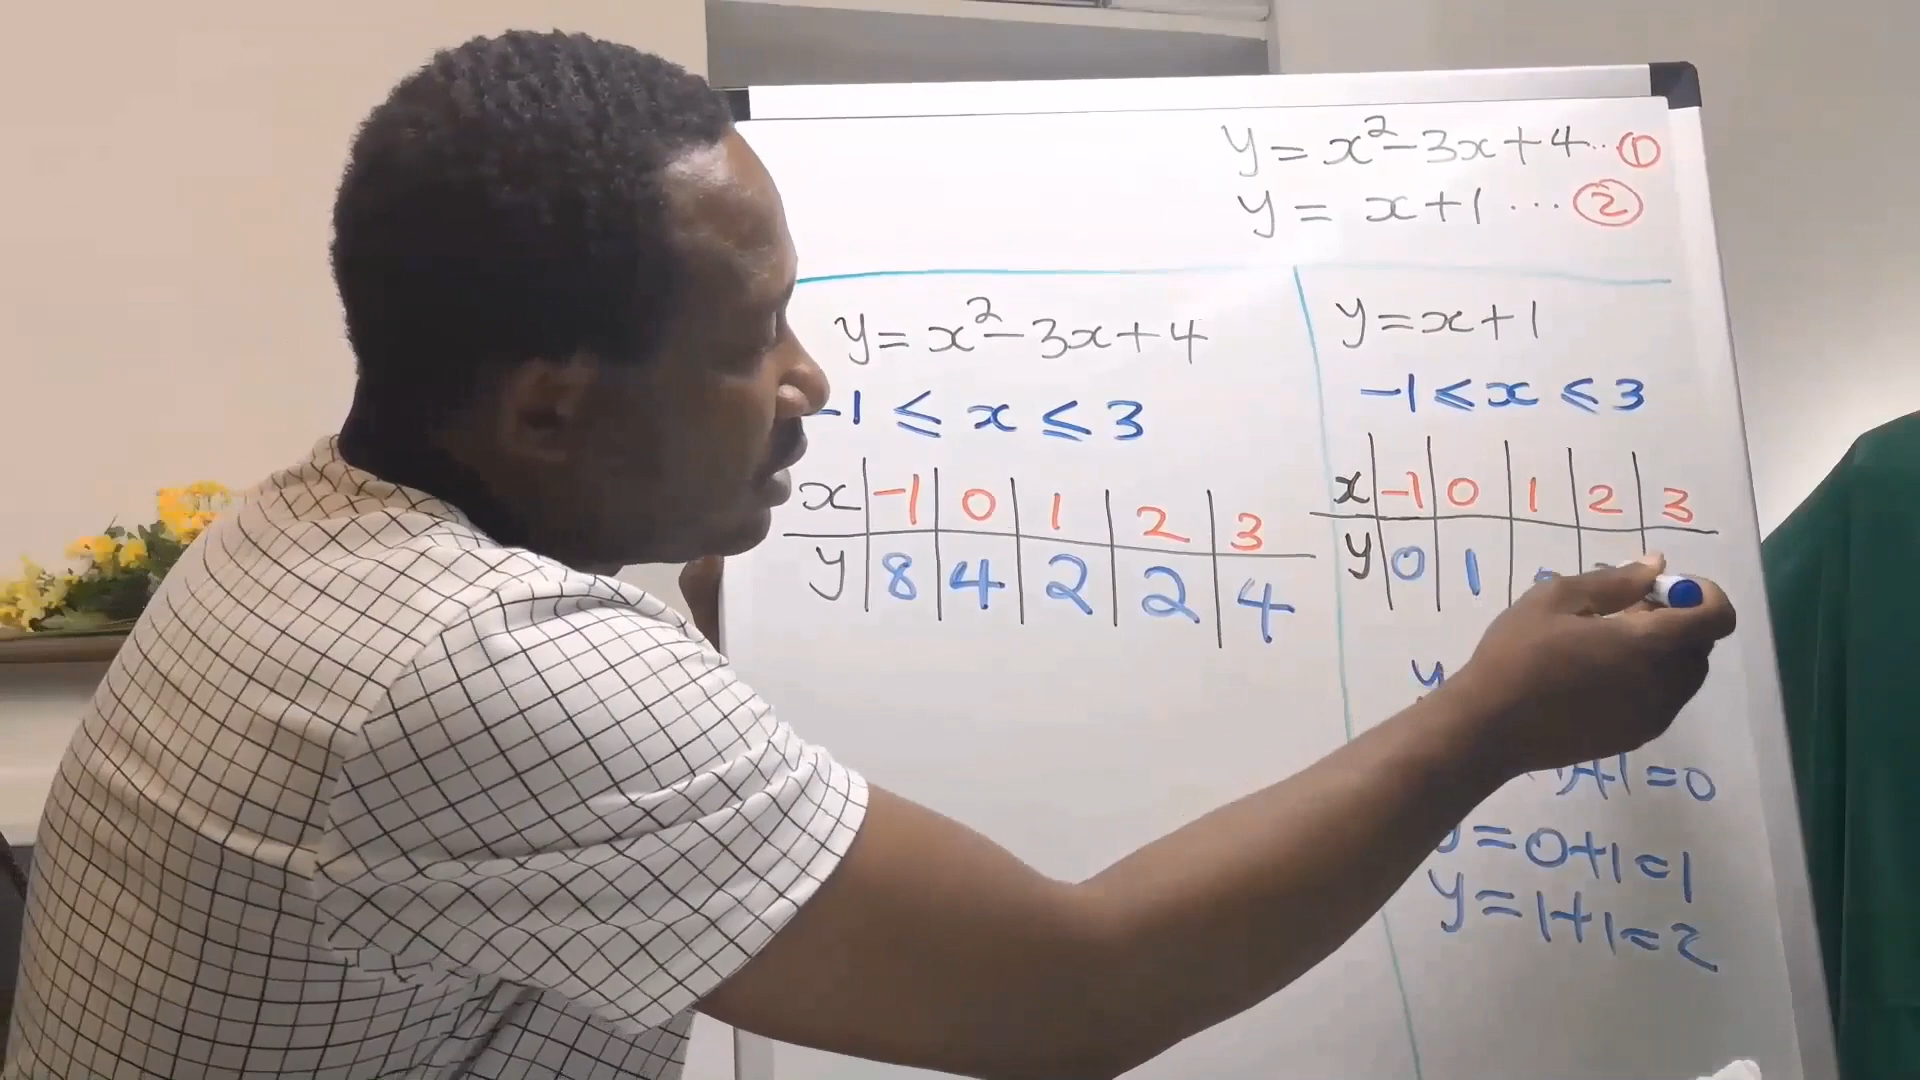 y = x² - 3x + 4 ... ①
y = x + 1 ... ②
y = x² - 3x + 4
-1 ≤ x ≤ 3
x | -1 | 0 | 1 | 2 | 3
y | 8 | 4 | 2 | 2 | 4
y = x + 1
-1 ≤ x ≤ 3
x | -1 | 0 | 1 | 2 | 3
y | 0 | 1
y
1)+1=0
y=0+1=1
y=1+1=2